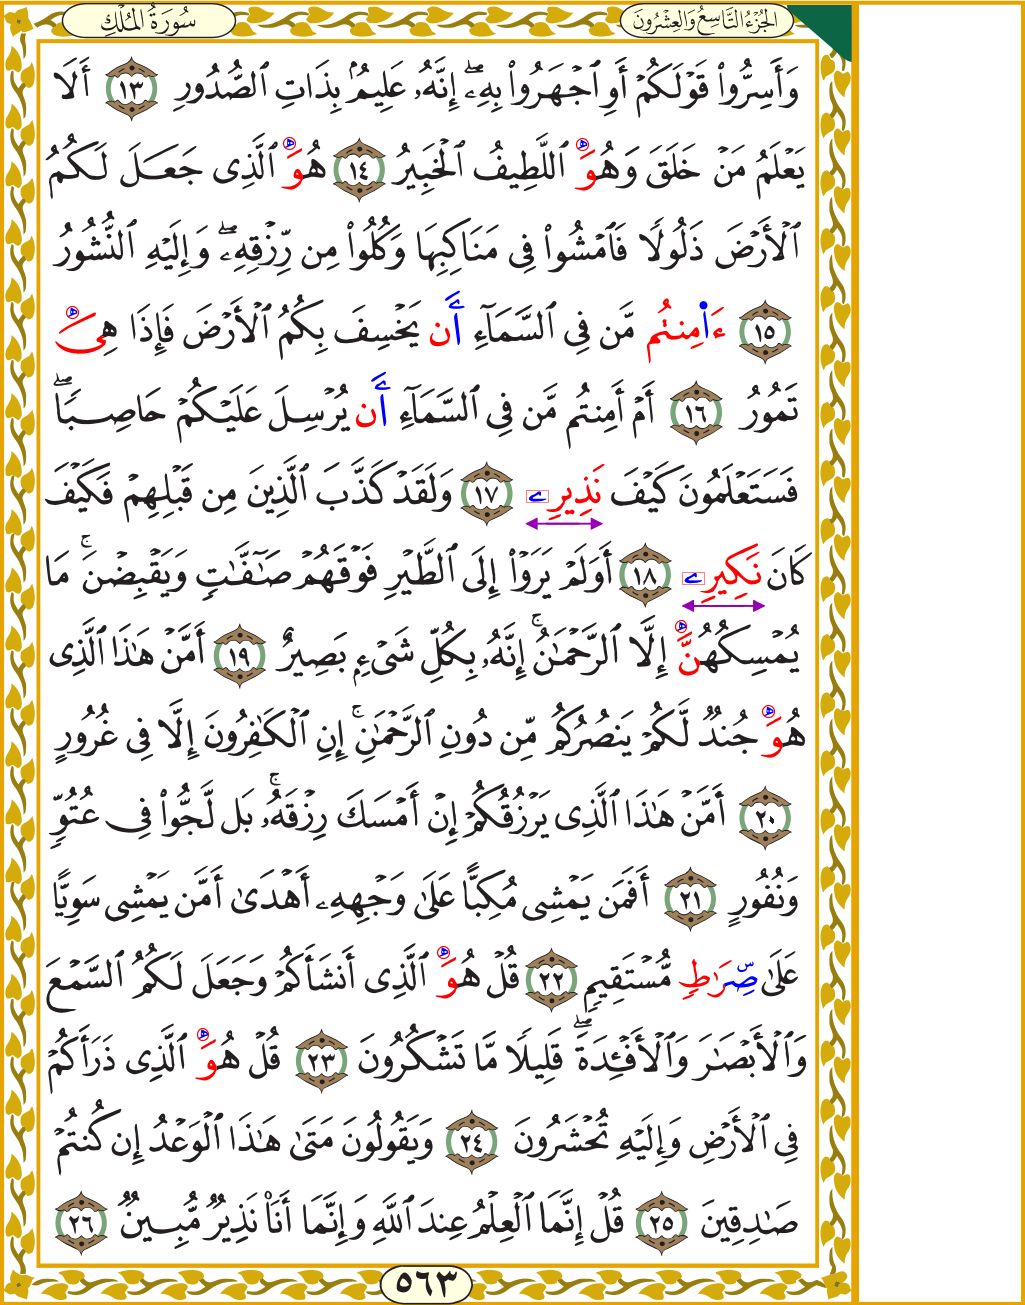 سُورَةُ المُلْكِ
الجُزْءُ التَّاسِعُ وَالعِشْرُونَ
وَأَسِرُّوا۟ قَوْلَكُمْ أَوِ ٱجْهَرُوا۟ بِهِۦٓ ۖ إِنَّهُۥ عَلِيمٌۢ بِذَاتِ ٱلصُّدُورِ ١٣ أَلَا
يَعْلَمُ مَنْ خَلَقَ وَهُوَ ٱللَّطِيفُ ٱلْخَبِيرُ ١٤ هُوَ ٱلَّذِى جَعَلَ لَكُمُ
ٱلْأَرْضَ ذَلُولًا فَٱمْشُوا۟ فِى مَنَاكِبِهَا وَكُلُوا۟ مِن رِّزْقِهِۦ ۖ وَإِلَيْهِ ٱلنُّشُورُ
١٥ ءَا۬مِنتُم مَّن فِى ٱلسَّمَآءِ أَن يَخْسِفَ بِكُمُ ٱلْأَرْضَ فَإِذَا هِىَ
تَمُورُ ١٦ أَمْ أَمِنتُم مَّن فِى ٱلسَّمَآءِ أَن يُرْسِلَ عَلَيْكُمْ حَاصِبًا ۖ
فَسَتَعْلَمُونَ كَيْفَ نَذِيرِۦ ١٧ وَلَقَدْ كَذَّبَ ٱلَّذِينَ مِن قَبْلِهِمْ فَكَيْفَ
كَانَ نَكِيرِۦ ١٨ أَوَلَمْ يَرَوْا۟ إِلَى ٱلطَّيْرِ فَوْقَهُمْ صَٰٓفَّٰتٍ وَيَقْبِضْنَ ۚ مَا
يُمْسِكُهُنَّ إِلَّا ٱلرَّحْمَٰنُ ۚ إِنَّهُۥ بِكُلِّ شَىْءٍۭ بَصِيرٌ ١٩ أَمَّنْ هَٰذَا ٱلَّذِى
هُوَ جُندٌ لَّكُمْ يَنصُرُكُم مِّن دُونِ ٱلرَّحْمَٰنِ ۚ إِنِ ٱلْكَٰفِرُونَ إِلَّا فِى غُرُورٍ
٢٠ أَمَّنْ هَٰذَا ٱلَّذِى يَرْزُقُكُمْ إِنْ أَمْسَكَ رِزْقَهُۥ ۚ بَل لَّجُّوا۟ فِى عُتُوٍّ
وَنُفُورٍ ٢١ أَفَمَن يَمْشِى مُكِبًّا عَلَىٰ وَجْهِهِۦٓ أَهْدَىٰٓ أَمَّن يَمْشِى سَوِيًّا
عَلَىٰ صِرَٰطٍ مُّسْتَقِيمٍ ٢٢ قُلْ هُوَ ٱلَّذِىٓ أَنشَأَكُمْ وَجَعَلَ لَكُمُ ٱلسَّمْعَ
وَٱلْأَبْصَٰرَ وَٱلْأَفْـِٔدَةَ ۖ قَلِيلًا مَّا تَشْكُرُونَ ٢٣ قُلْ هُوَ ٱلَّذِى ذَرَأَكُمْ
فِى ٱلْأَرْضِ وَإِلَيْهِ تُحْشَرُونَ ٢٤ وَيَقُولُونَ مَتَىٰ هَٰذَا ٱلْوَعْدُ إِن كُنتُمْ
صَٰدِقِينَ ٢٥ قُلْ إِنَّمَا ٱلْعِلْمُ عِندَ ٱللَّهِ وَإِنَّمَآ أَنَا۠ نَذِيرٌ مُّبِينٌ ٢٦
٥٦٣